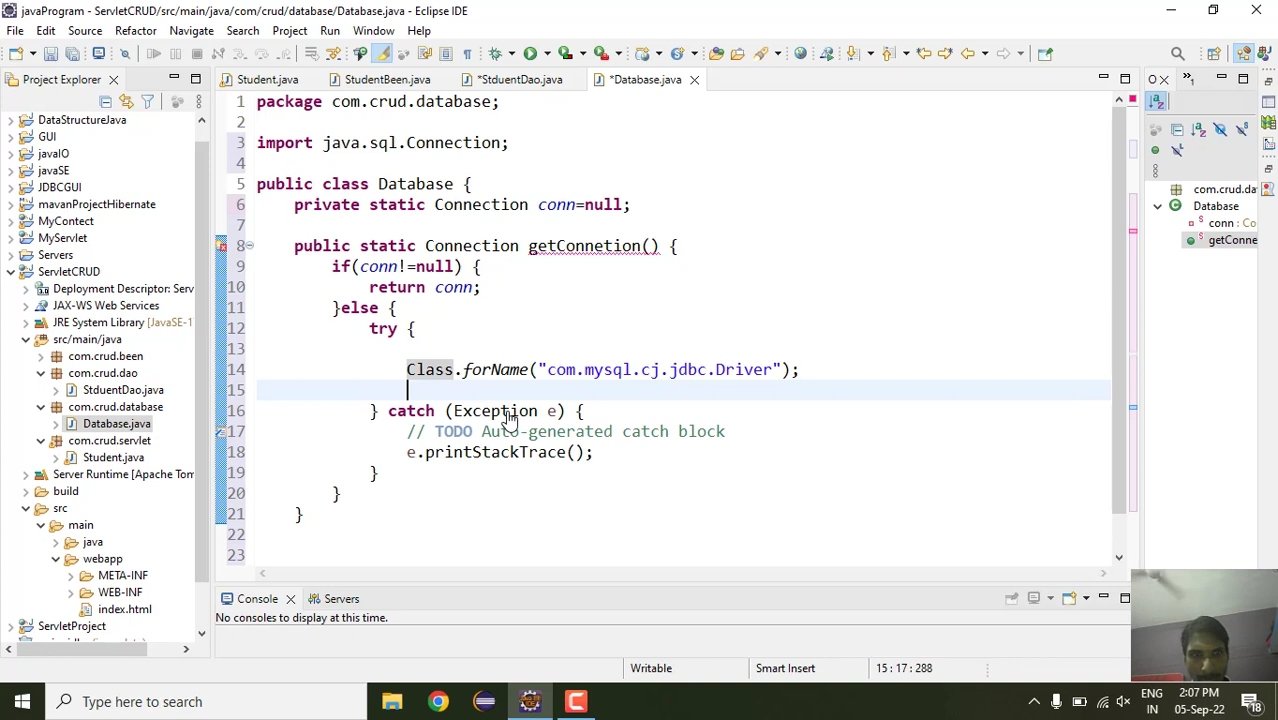 javaProgram - ServletCRUD/src/main/java/com/crud/database/Database.java - Eclipse IDE
File Edit Source Refactor Navigate Search Project Run Window Help
Project Explorer
DataStructureJava
GUI
javaIO
javaSE
JDBCGUI
mavanProjectHibernate
MyContect
MyServlet
Servers
ServletCRUD
Deployment Descriptor: Serv
JAX-WS Web Services
JRE System Library [JavaSE-1
src/main/java
com.crud.been
com.crud.dao
StduentDao.java
com.crud.database
Database.java
com.crud.servlet
Student.java
Server Runtime [Apache Tom
build
src
main
java
webapp
META-INF
WEB-INF
index.html
ServletProject
Student.java StudentBeen.java *StduentDao.java *Database.java
1 package com.crud.database;
2
3 import java.sql.Connection;
4
5 public class Database {
6 private static Connection conn=null;
7
8 public static Connection getConnetion() {
9 if(conn!=null) {
10 return conn;
11 }else {
12 try {
13
14 Class.forName("com.mysql.cj.jdbc.Driver");
15
16 } catch (Exception e) {
17 // TODO Auto-generated catch block
18 e.printStackTrace();
19 }
20 }
21 }
22
23
O »1
com.crud.da
Database
conn : Co
getConne
Console Servers
No consoles to display at this time.
Writable Smart Insert 15 : 17 : 288
Type here to search
ENG
IN
2:07 PM
05-Sep-22
18